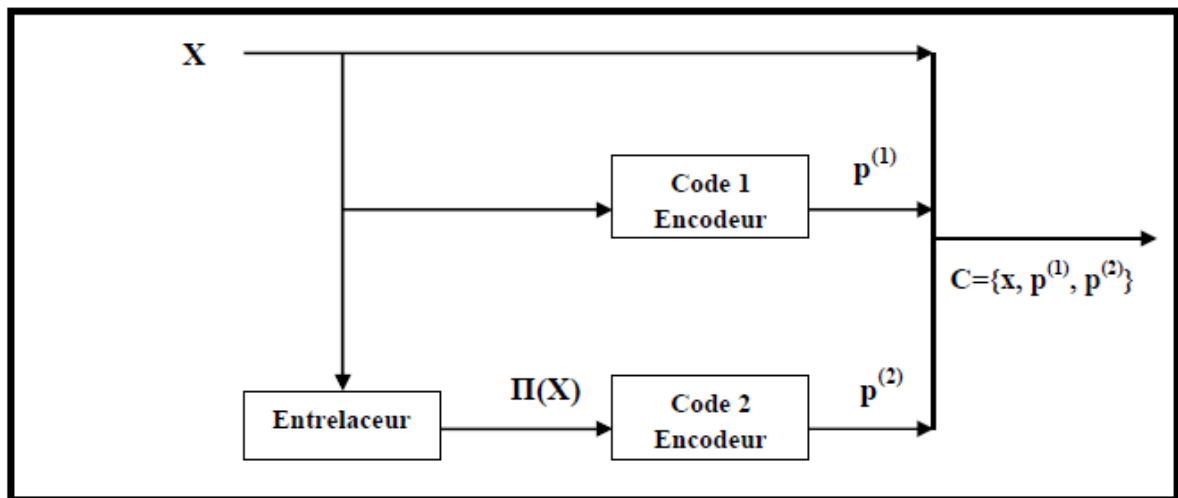 X
Code 1
Encodeur
p⁽¹⁾
C={x, p⁽¹⁾, p⁽²⁾}
Entrelaceur
Π(X)
Code 2
Encodeur
p⁽²⁾